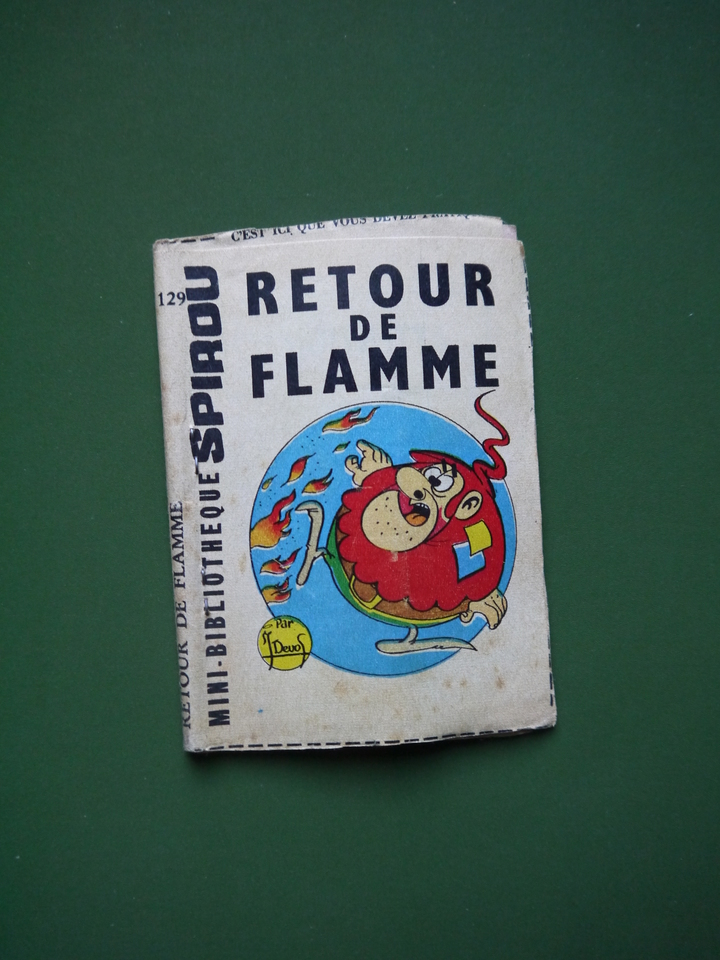 C'EST ICI QUE VOUS DEVEZ
129
RETOUR DE FLAMME
MINI-BIBLIOTHEQUE SPIROU
RETOUR
DE
FLAMME
Par
Devos